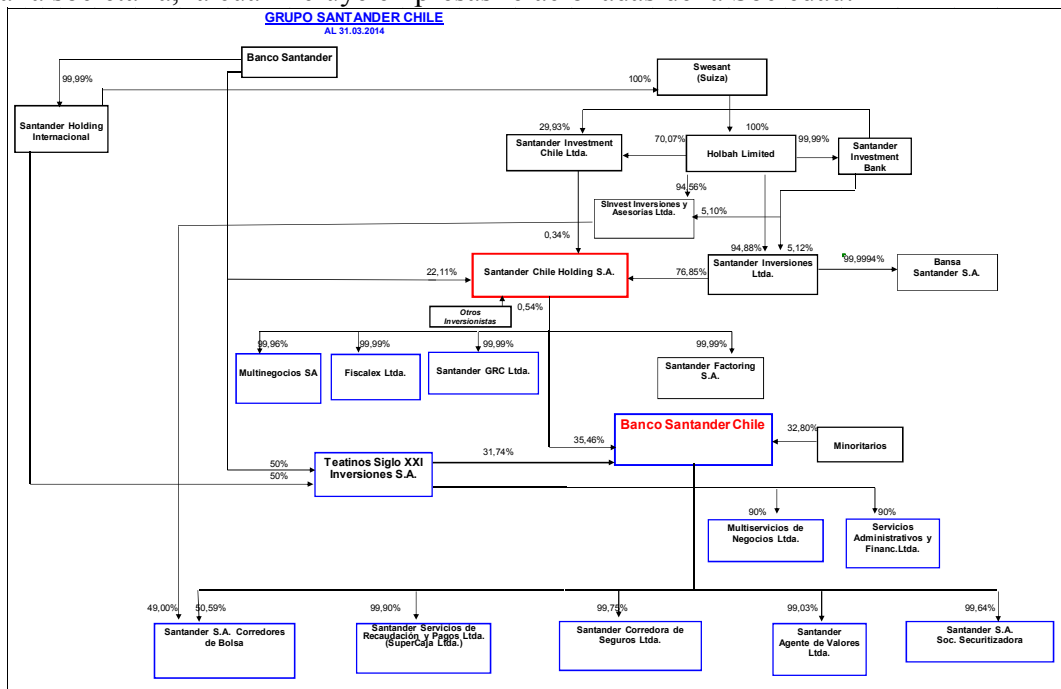 GRUPO SANTANDER CHILE
AL 31.03.2014
Banco Santander
99,99%
100%
Swesant
(Suiza)
Santander Holding
Internacional
29,93%
70,07%
100%
99,99%
Santander Investment
Chile Ltda.
Holbah Limited
Santander
Investment
Bank
94,56%
SInvest Inversiones y
Asesorias Ltda.
5,10%
0,34%
94,88%
5,12%
22,11%
Santander Chile Holding S.A.
76,85%
Santander Inversiones
Ltda.
99,9994%
Bansa
Santander S.A.
Otros
Inversionistas
0,54%
99,96%
99,99%
99,99%
99,99%
Multinegocios SA
Fiscalex Ltda.
Santander GRC Ltda.
Santander Factoring
S.A.
Banco Santander Chile
35,46%
32,80%
Minoritarios
31,74%
50%
50%
Teatinos Siglo XXI
Inversiones S.A.
90%
90%
Multiservicios de
Negocios Ltda.
Servicios
Administrativos y
Financ.Ltda.
49,00%
50,59%
99,90%
99,75%
99,03%
99,64%
Santander S.A. Corredores
de Bolsa
Santander Servicios de
Recaudación y Pagos Ltda.
(SuperCaja Ltda.)
Santander Corredora de
Seguros Ltda.
Santander
Agente de Valores
Ltda.
Santander S.A.
Soc. Securitizadora